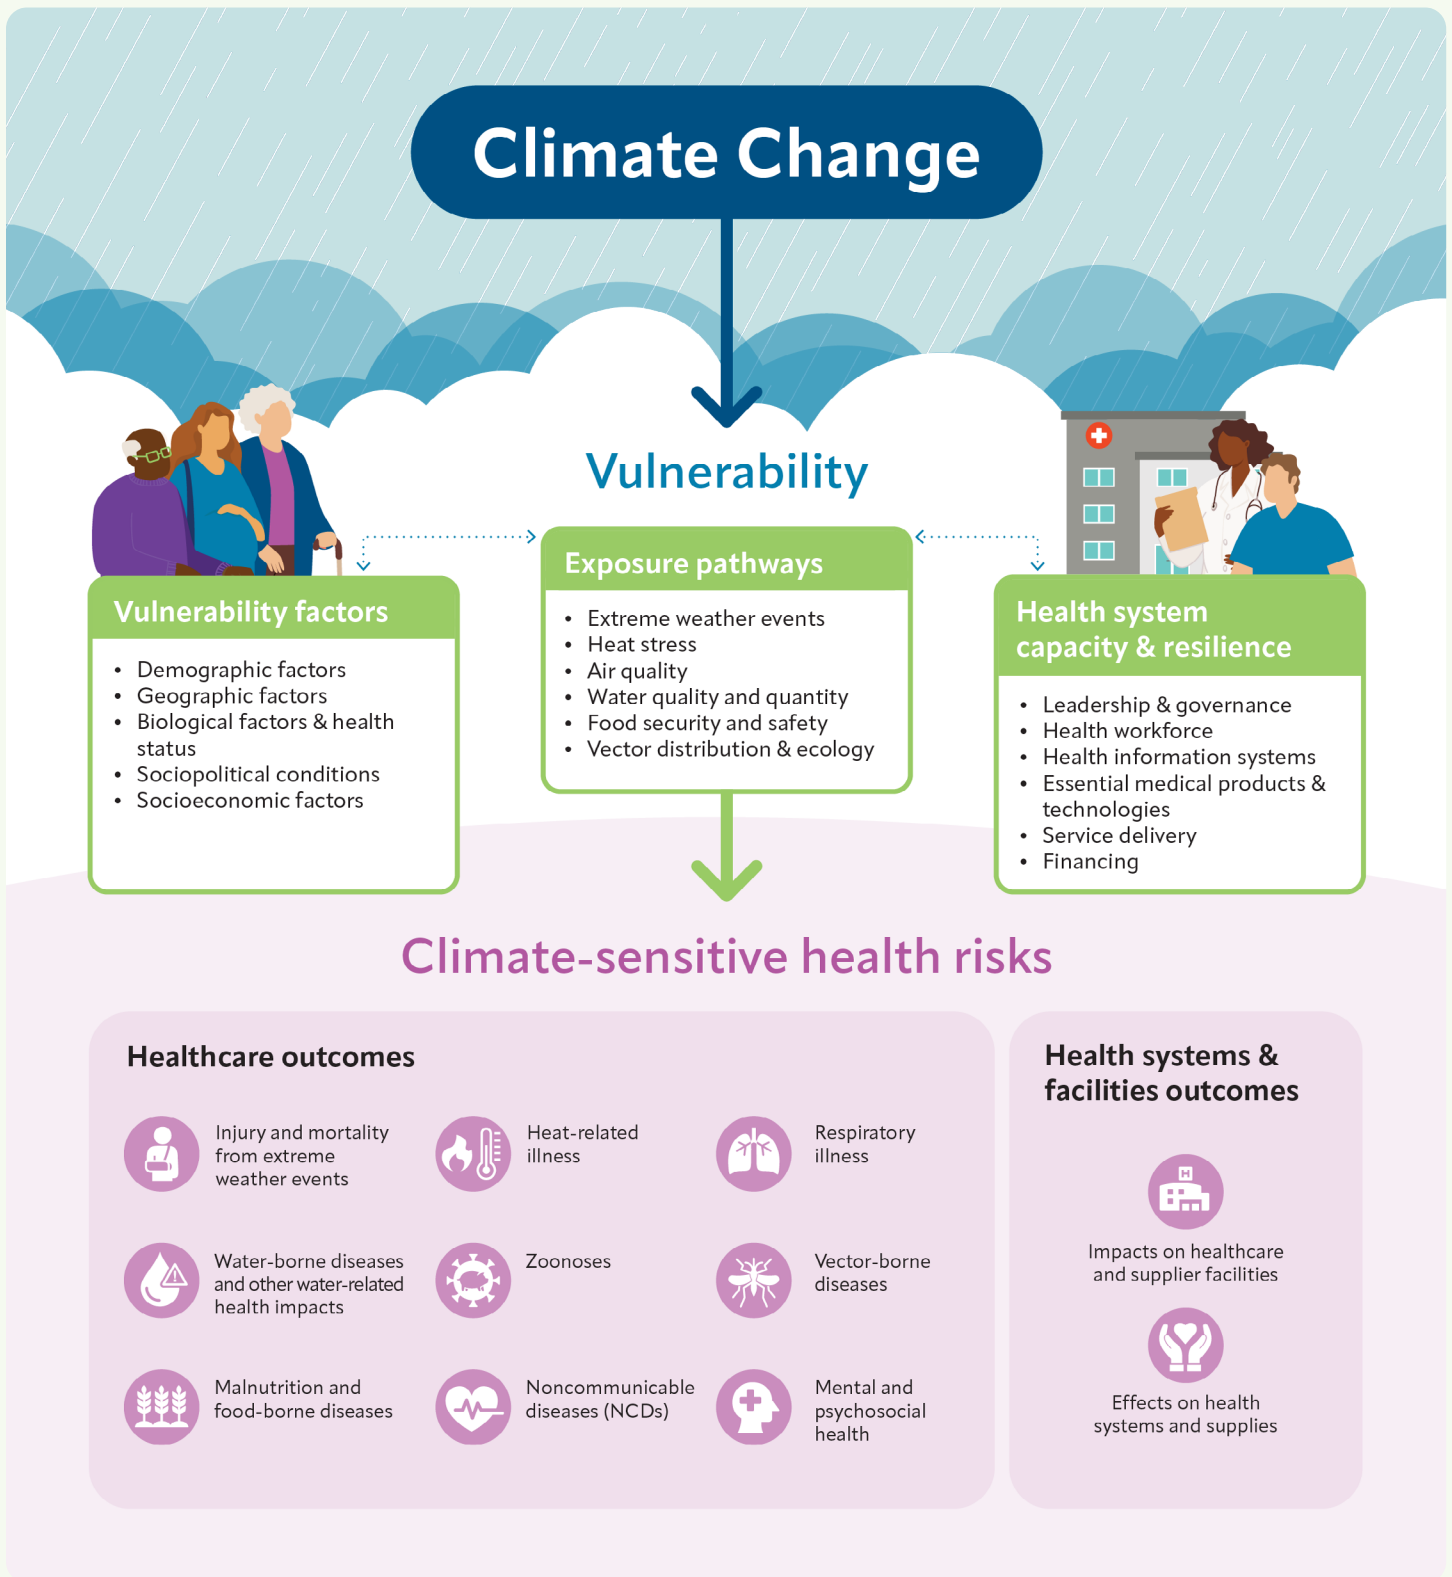 Climate Change
Vulnerability
Vulnerability factors
• Demographic factors
• Geographic factors
• Biological factors & health
status
• Sociopolitical conditions
• Socioeconomic factors
Exposure pathways
• Extreme weather events
• Heat stress
• Air quality
• Water quality and quantity
• Food security and safety
• Vector distribution & ecology
Health system
capacity & resilience
• Leadership & governance
• Health workforce
• Health information systems
• Essential medical products &
technologies
• Service delivery
• Financing
Climate-sensitive health risks
Healthcare outcomes
Injury and mortality
from extreme
weather events
Heat-related
illness
Respiratory
illness
Water-borne diseases
and other water-related
health impacts
Zoonoses
Vector-borne
diseases
Malnutrition and
food-borne diseases
Noncommunicable
diseases (NCDs)
Mental and
psychosocial
health
Health systems &
facilities outcomes
H
Impacts on healthcare
and supplier facilities
Effects on health
systems and supplies